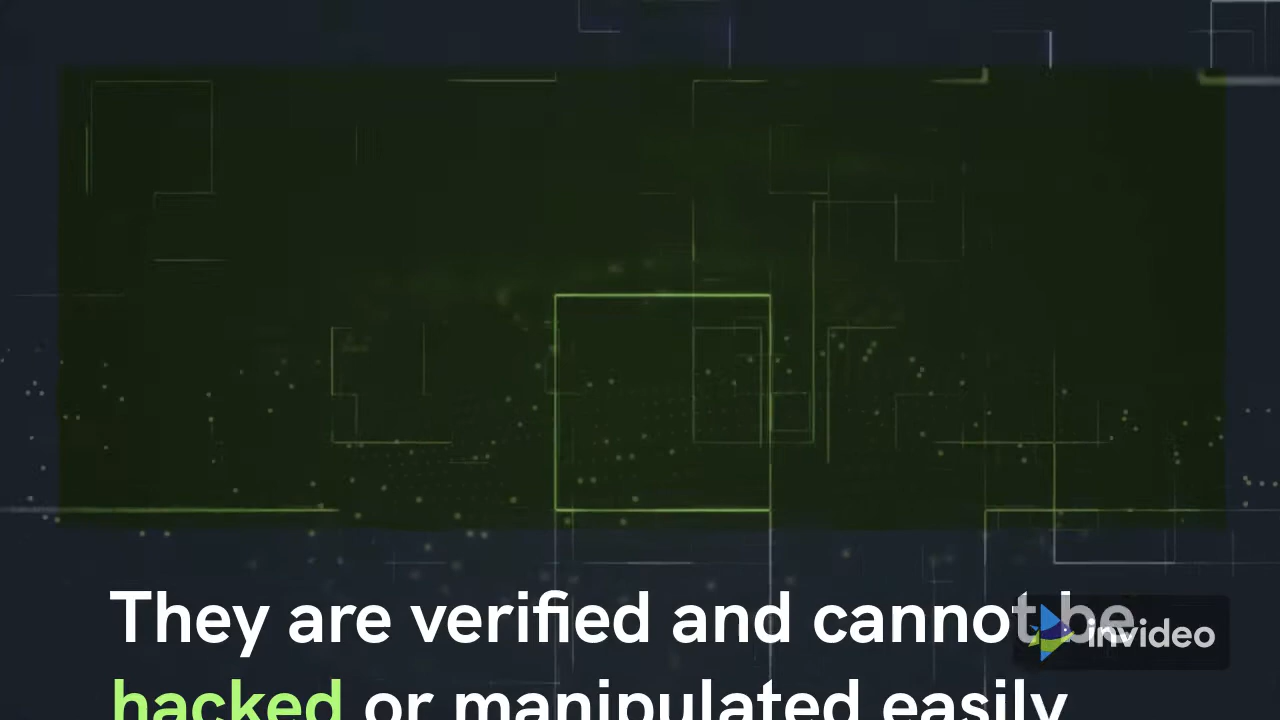 They are verified and cannot be
invideo
hacked or manipulated easily